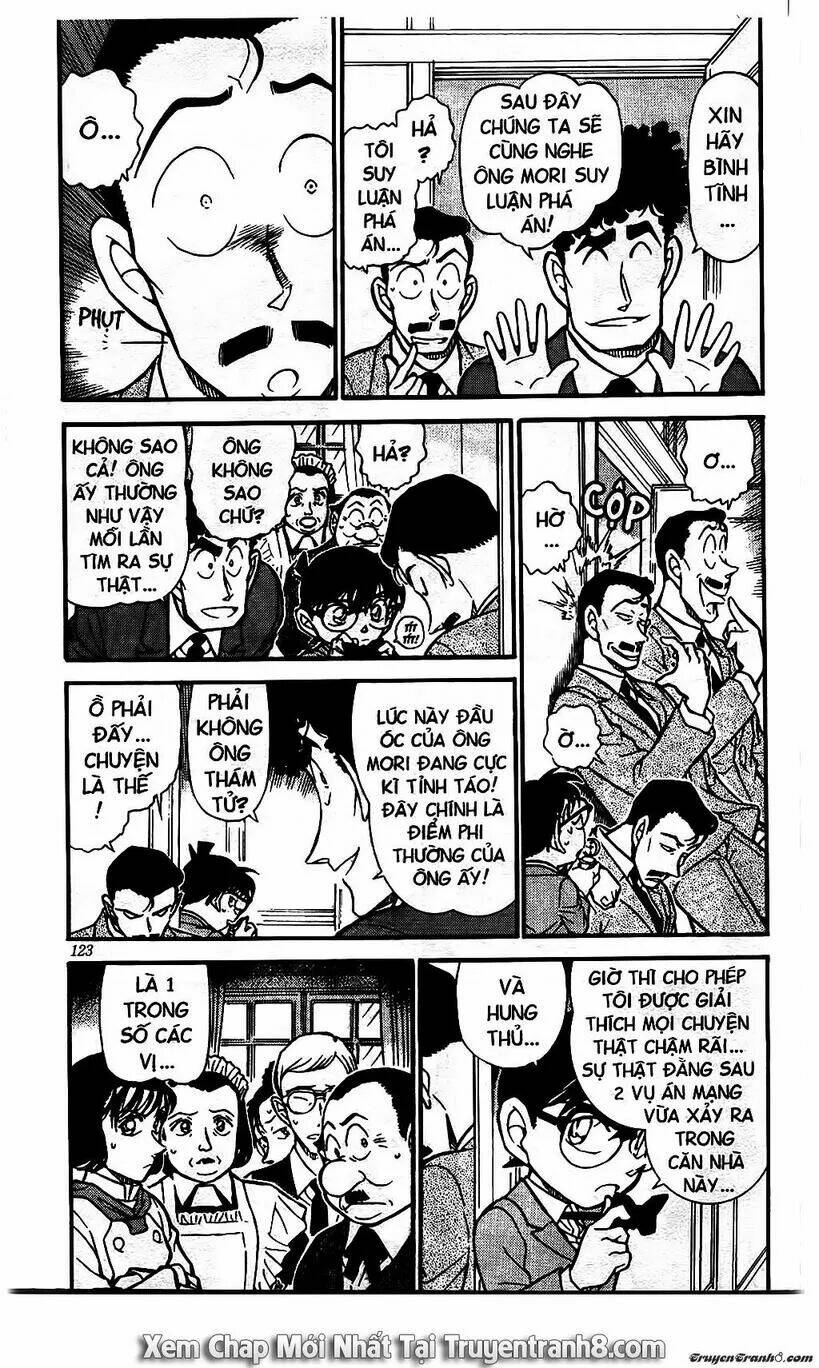 XIN
HÃY
BÌNH
TĨNH
...
SAU ĐÂY
CHÚNG TA SẼ
CÙNG NGHE
ÔNG MORI SUY
LUẬN PHÁ
ÁN!
HẢ
?
TÔI
SUY
LUẬN
PHÁ
ÁN...
Ô...
PHỤT
Ơ...
CỘP
HỜ
...
Ờ...
HẢ?
ÔNG
KHÔNG
SAO
CHỨ?
KHÔNG SAO
CẢ! ÔNG
ẤY THƯỜNG
NHƯ VẬY
MỖI LẦN
TÌM RA SỰ
THẬT...
LÚC NÀY ĐẦU
ÓC CỦA ÔNG
MORI ĐANG CỰC
KÌ TỈNH TÁO!
ĐÂY CHÍNH LÀ
ĐIỂM PHI
THƯỜNG CỦA
ÔNG ẤY!
PHẢI
KHÔNG
ÔNG
THÁM
TỬ?
Ồ PHẢI
ĐẤY...
CHUYỆN
LÀ THẾ
!
123
GIỜ THÌ CHO PHÉP
TÔI ĐƯỢC GIẢI
THÍCH MỌI CHUYỆN
THẬT CHẬM RÃI...
SỰ THẬT ĐẰNG SAU
2 VỤ ÁN MẠNG
VỪA XẢY RA
TRONG
CĂN NHÀ
NÀY...
VÀ
HUNG
THỦ...
LÀ 1
TRONG
SỐ CÁC
VỊ...
Xem Chap Mới Nhất Tại Truyentranh8.com
TruyenTranh8.com